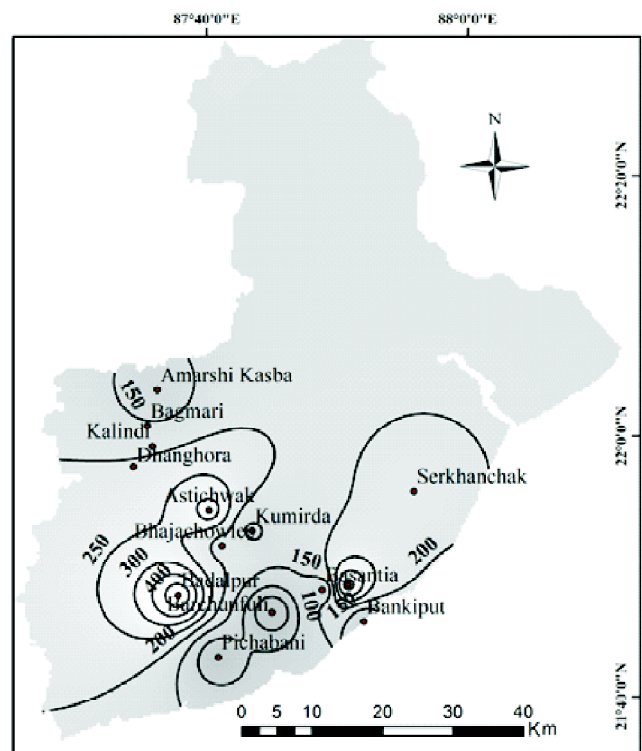 87°40'0"E 88°0'0"E
N
22°20'0"N
Amarshi Kasba
150
Bagmari
Kalindi
22°0'0"N
Dhanghora
Serkhanchak
Astichwak
Kumirda
250
Bhajachowlee
300
150
200
400
Hadalpur
Basantia
100
150
Bankiput
200
Pichabani
21°40'0"N
0 5 10 20 30 40
Km